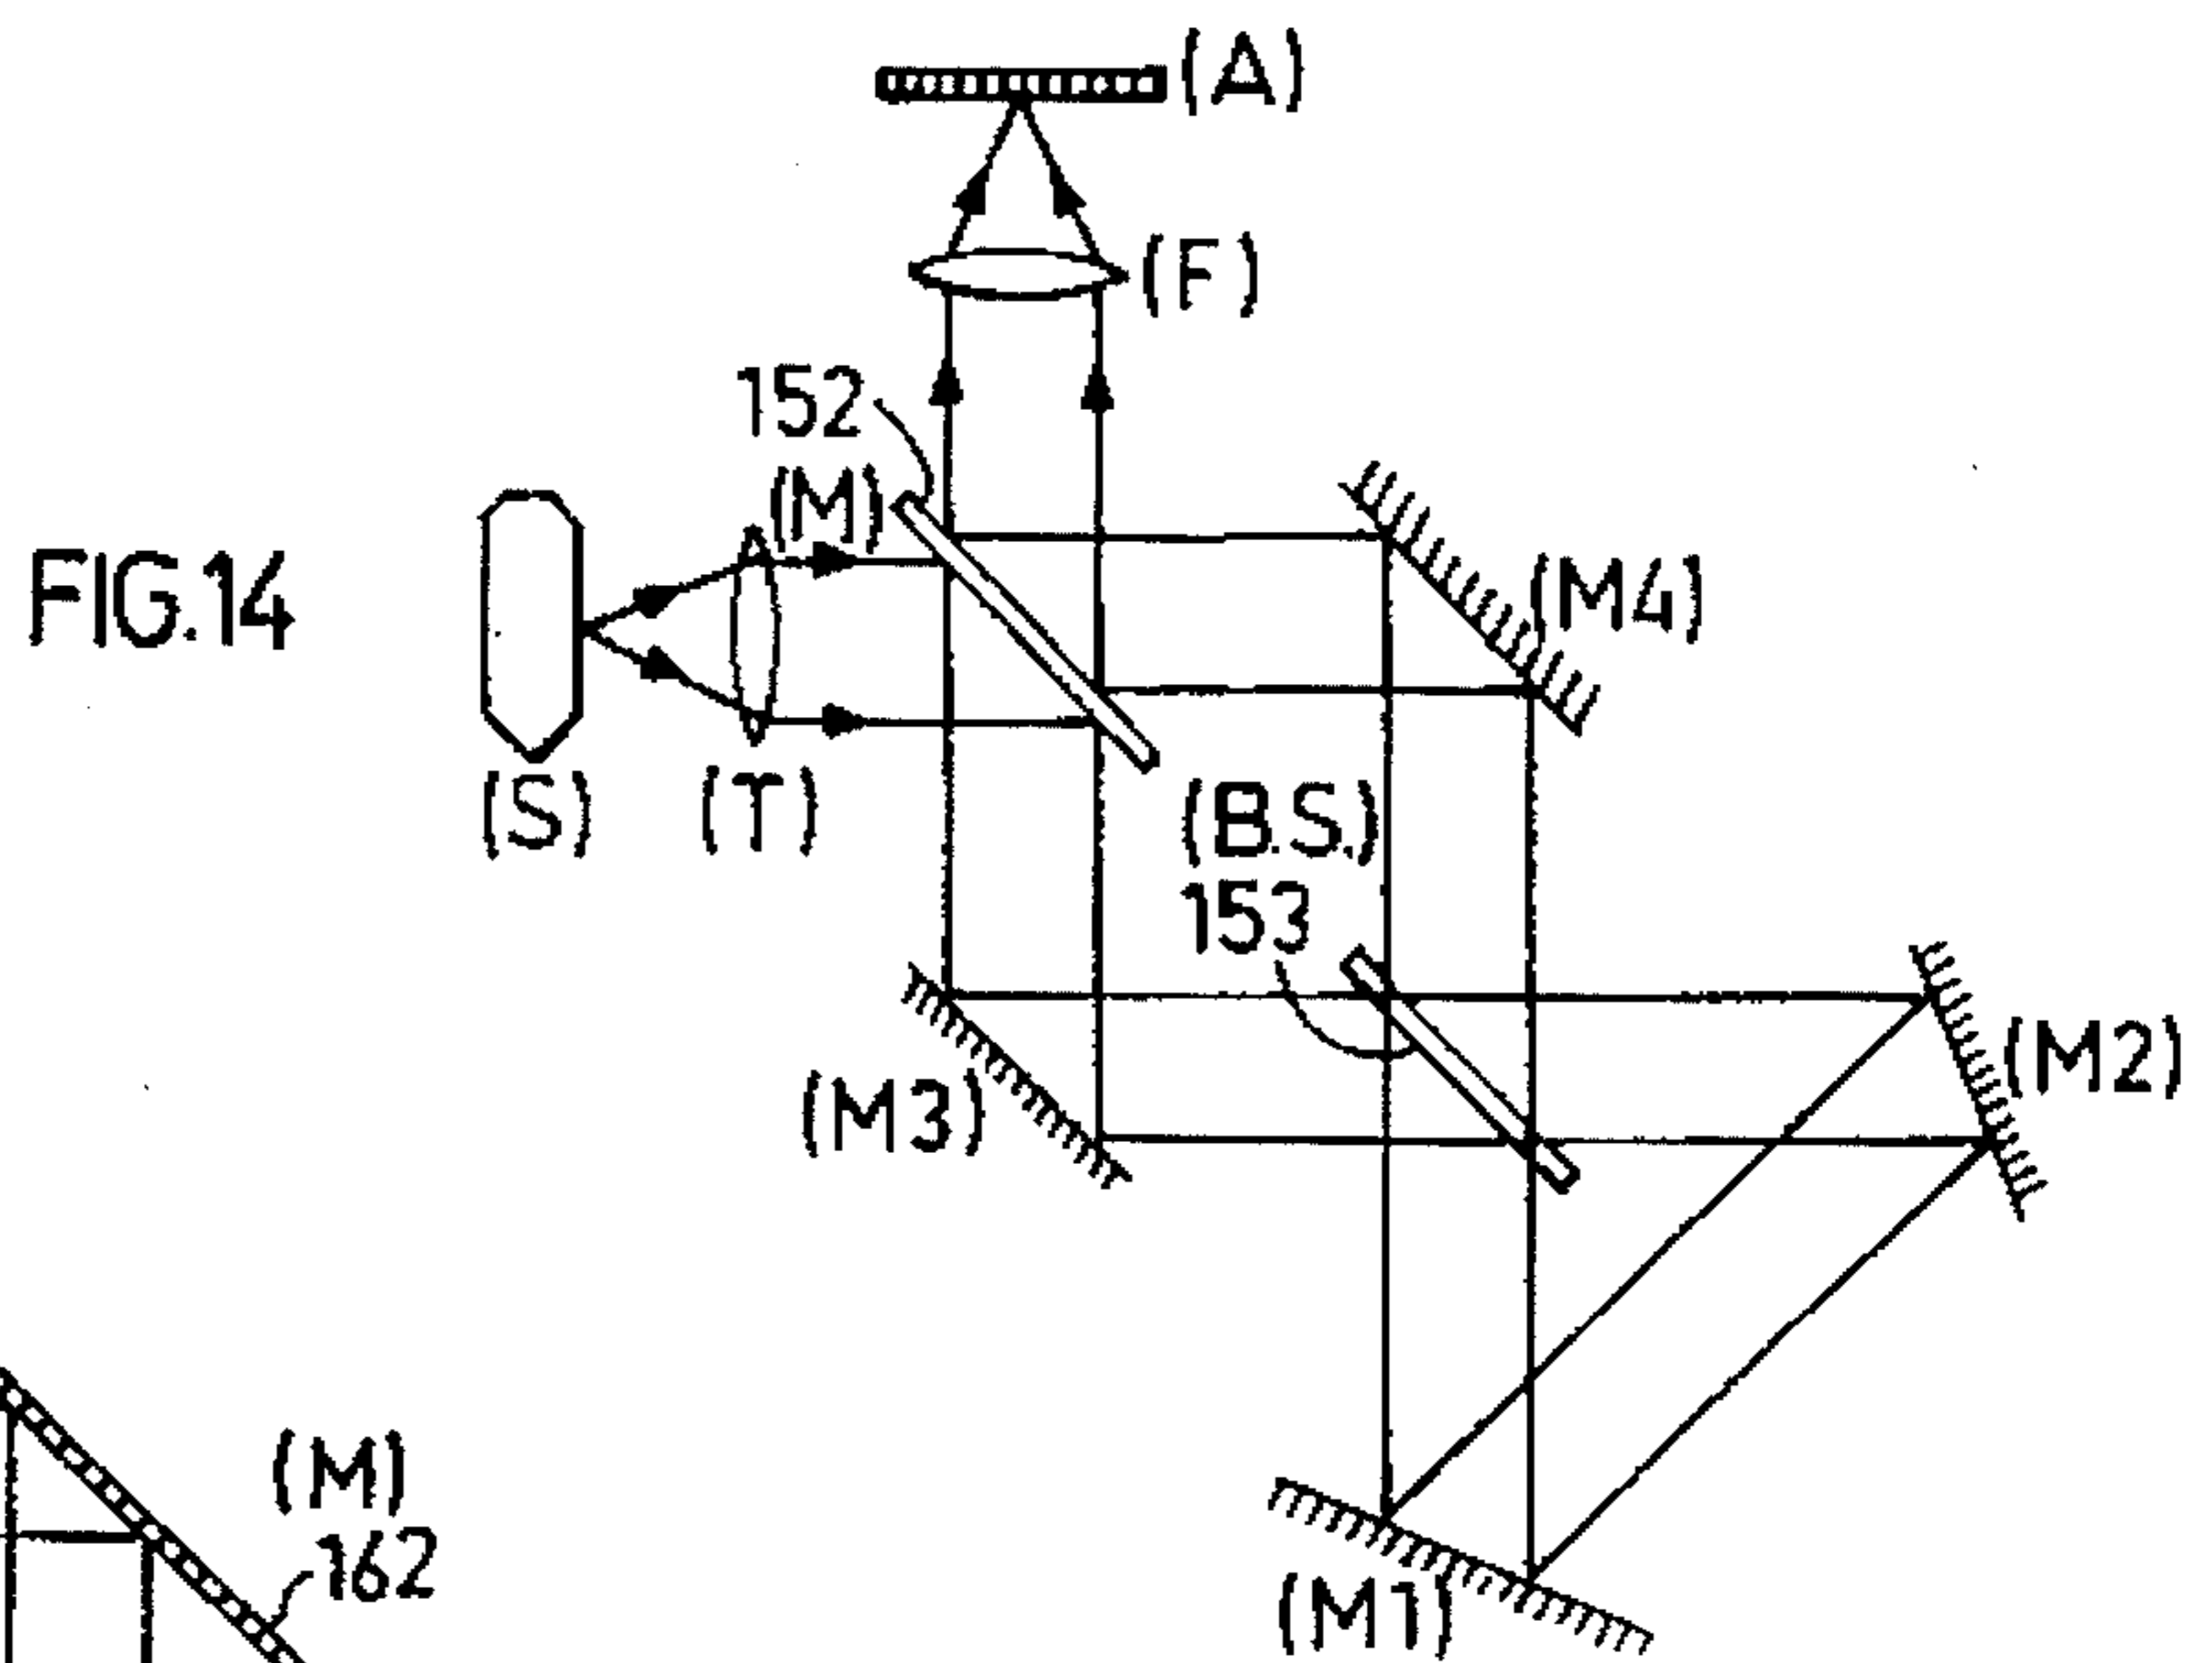 (A)
(F)
152
(M)
FIG.14
(M4)
(S)
(T)
(B.S.)
153
(M2)
(M3)
(M)
162
(M1)